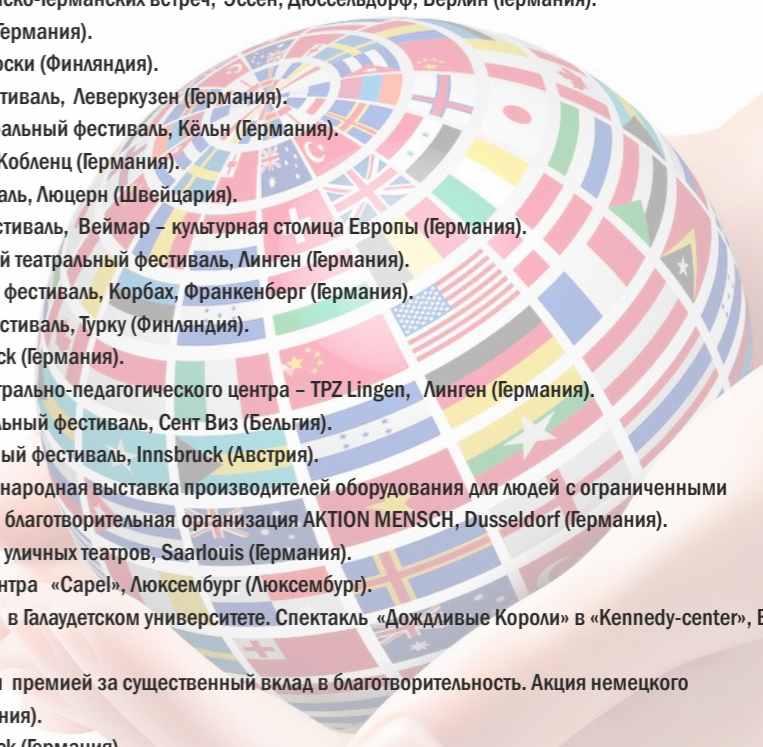 ско-германских встреч, Эссен, Дюссельдорф, Берлин (Германия).
Германия).
оски (Финляндия).
тиваль, Леверкузен (Германия).
альный фестиваль, Кёльн (Германия).
Кобленц (Германия).
аль, Люцерн (Швейцария).
стиваль, Веймар – культурная столица Европы (Германия).
й театральный фестиваль, Линген (Германия).
фестиваль, Корбах, Франкенберг (Германия).
стиваль, Турку (Финляндия).
ck (Германия).
трально-педагогического центра – TPZ Lingen, Линген (Германия).
ьный фестиваль, Сент Виз (Бельгия).
ый фестиваль, Innsbruck (Австрия).
народная выставка производителей оборудования для людей с ограниченными
благотворительная организация AKTION MENSCH, Dusseldorf (Германия).
уличных театров, Saarlouis (Германия).
нтра «Capel», Люксембург (Люксембург).
в Галаудетском университете. Спектакль «Дождливые Короли» в «Kennedy-center», В
премией за существенный вклад в благотворительность. Акция немецкого
ния).
ck (Германия)